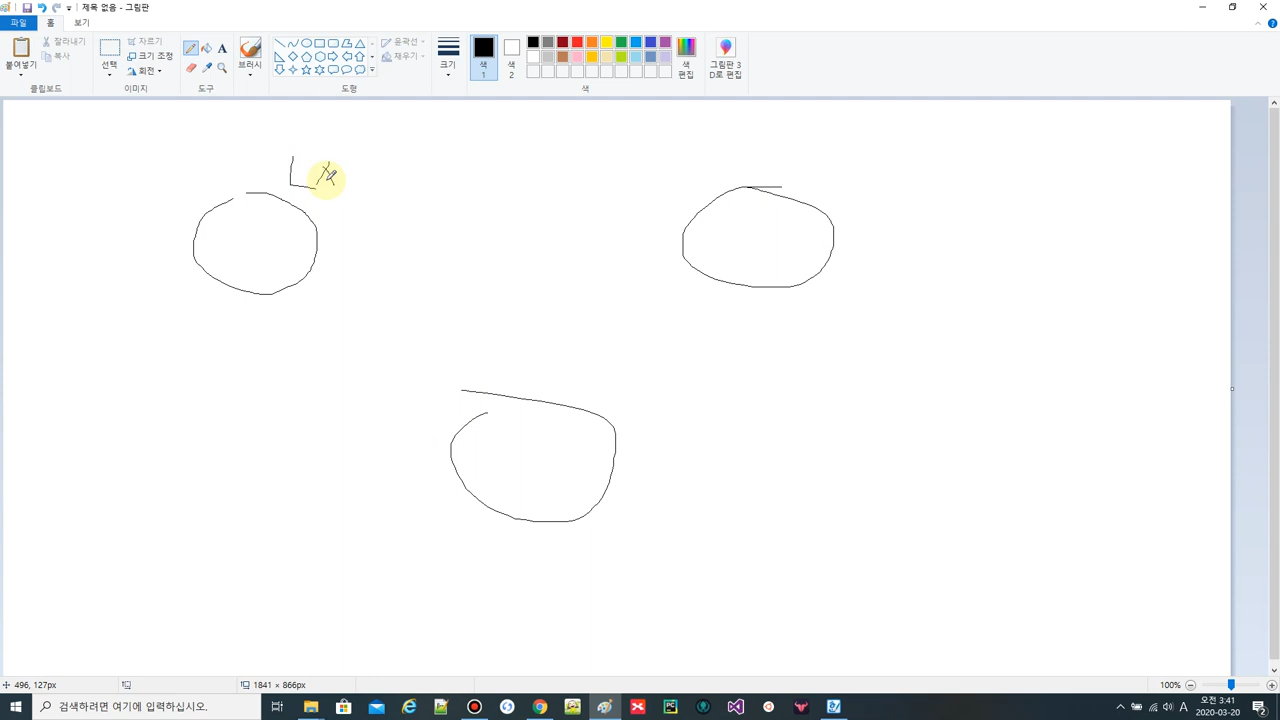 제목 없음 - 그림판
파일 홈 보기
붙여넣기
잘라내기
복사
클립보드
선택
자르기
크기 조정
회전
이미지
A
도구
브러시
윤곽선
채우기
도형
크기
색 1
색 2
색 편집
색
그림판 3D로 편집
Lx
496, 127px
1841 × 866px
100%
검색하려면 여기에 입력하십시오.
A
오전 3:41
2020-03-20
2